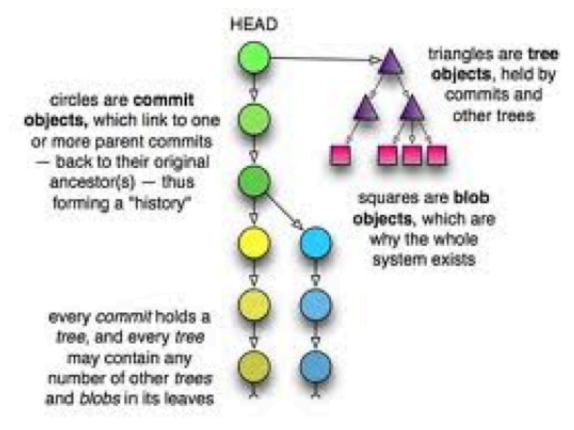 HEAD
triangles are tree
objects, held by
commits and
other trees
circles are commit
objects, which link to one
or more parent commits
— back to their original
ancestor(s) — thus
forming a "history"
squares are blob
objects, which are
why the whole
system exists
every commit holds a
tree, and every tree
may contain any
number of other trees
and blobs in its leaves